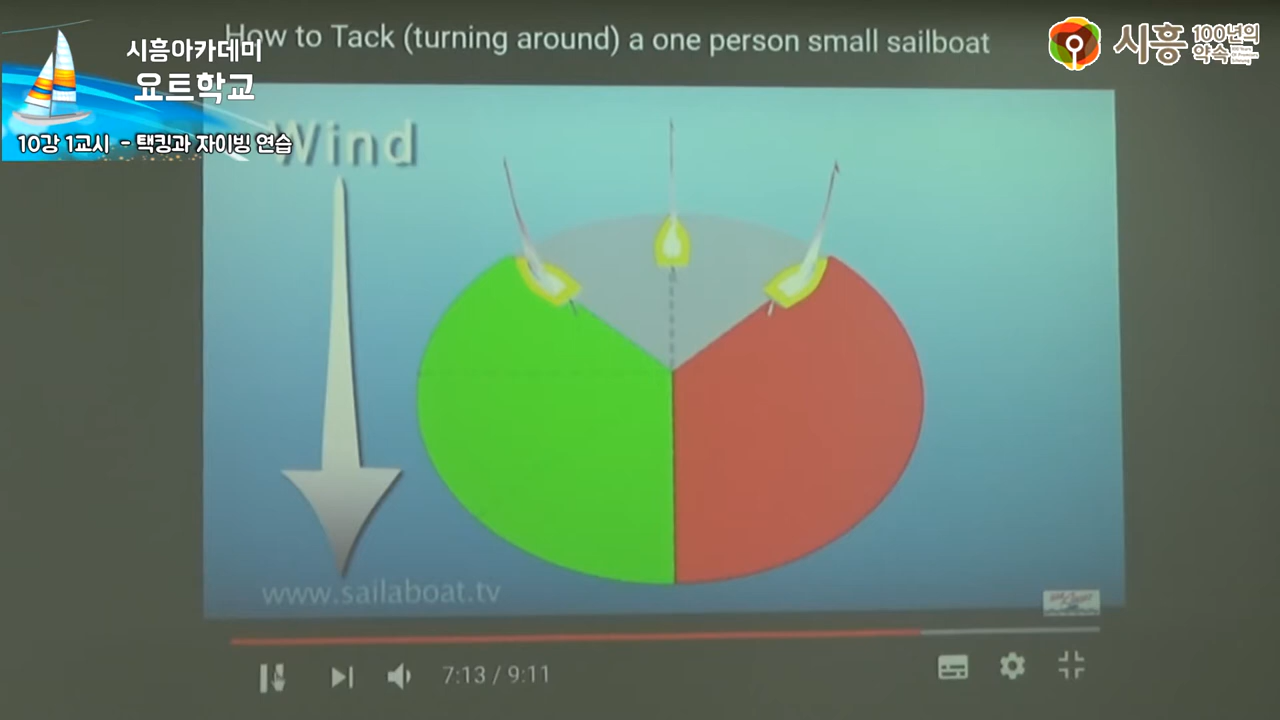 How to Tack (turning around) a one person small sailboat
시흥아카데미
요트학교
10강 1교시 - 택킹과 자이빙 연습
시흥 100년의 약속
Wind
www.sailaboat.tv
7:13 / 9:11